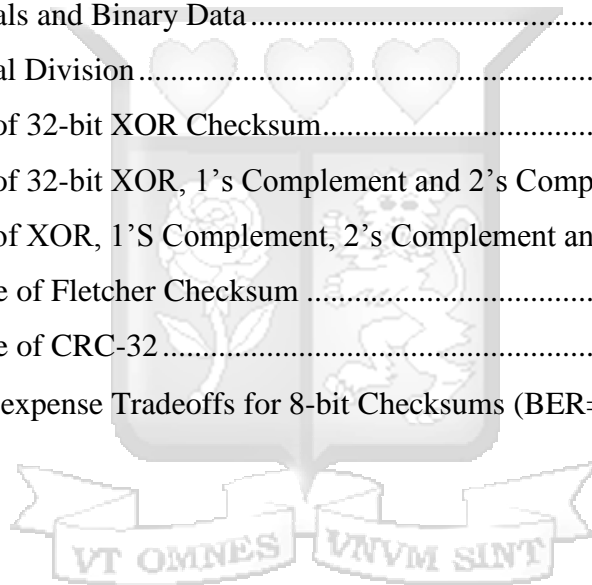 als and Binary Data.......................................
al Division.......................................................
of 32-bit XOR Checksum...............................
of 32-bit XOR, 1’s Complement and 2’s Comp
of XOR, 1’S Complement, 2’s Complement an
e of Fletcher Checksum ................................
e of CRC-32....................................................
expense Tradeoffs for 8-bit Checksums (BER=
VT OMNES VNVM SINT